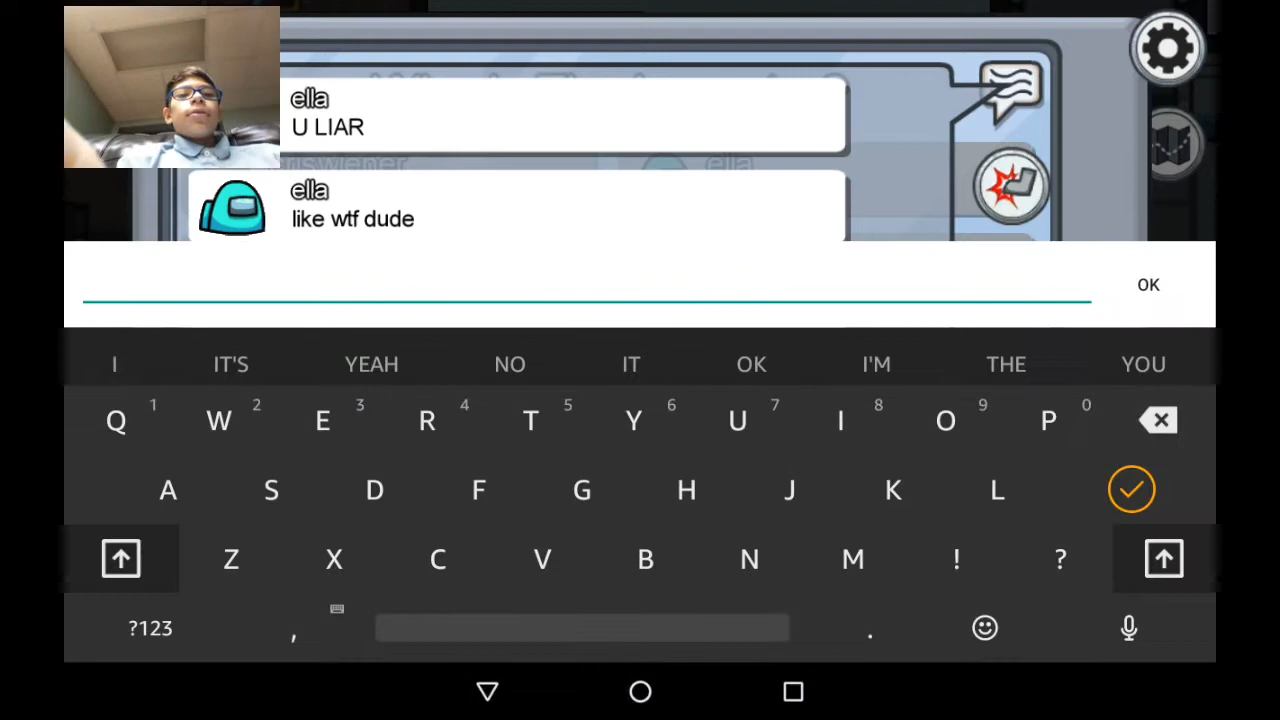 ella
U LIAR
ella
ella
like wtf dude
OK
I IT'S YEAH NO IT OK I'M THE YOU
Q 1 W 2 E 3 R 4 T 5 Y 6 U 7 I 8 O 9 P 0
A S D F G H J K L
Z X C V B N M ! ?
?123 , .